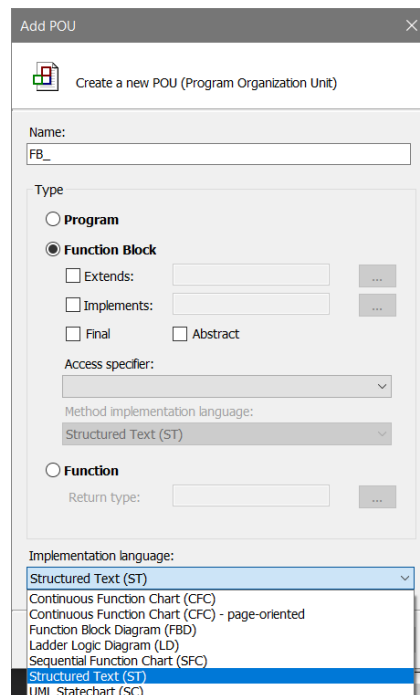 Add POU
Create a new POU (Program Organization Unit)
Name:
FB_
Type
Program
Function Block
Extends:
...
Implements:
...
Final Abstract
Access specifier:
Method implementation language:
Structured Text (ST)
Function
Return type:
...
Implementation language:
Structured Text (ST)
Continuous Function Chart (CFC)
Continuous Function Chart (CFC) - page-oriented
Function Block Diagram (FBD)
Ladder Logic Diagram (LD)
Sequential Function Chart (SFC)
Structured Text (ST)
UML Statechart (SC)